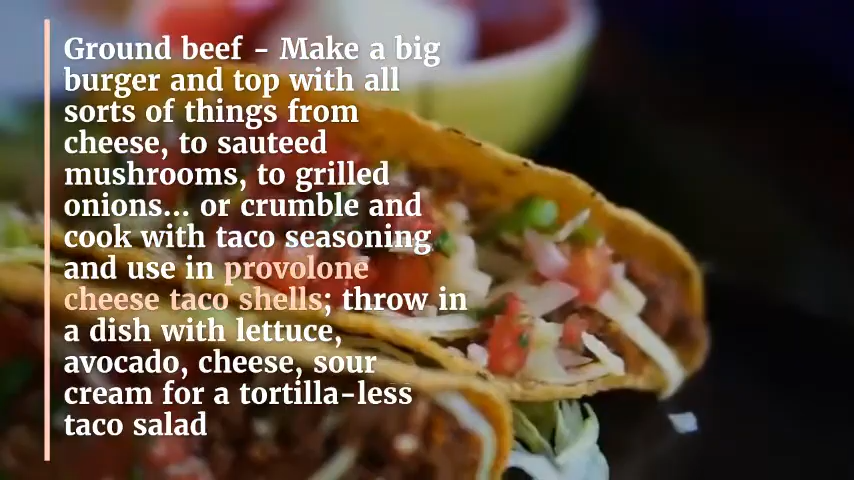 Ground beef - Make a big
burger and top with all
sorts of things from
cheese, to sauteed
mushrooms, to grilled
onions... or crumble and
cook with taco seasoning
and use in provolone
cheese taco shells; throw in
a dish with lettuce,
avocado, cheese, sour
cream for a tortilla-less
taco salad